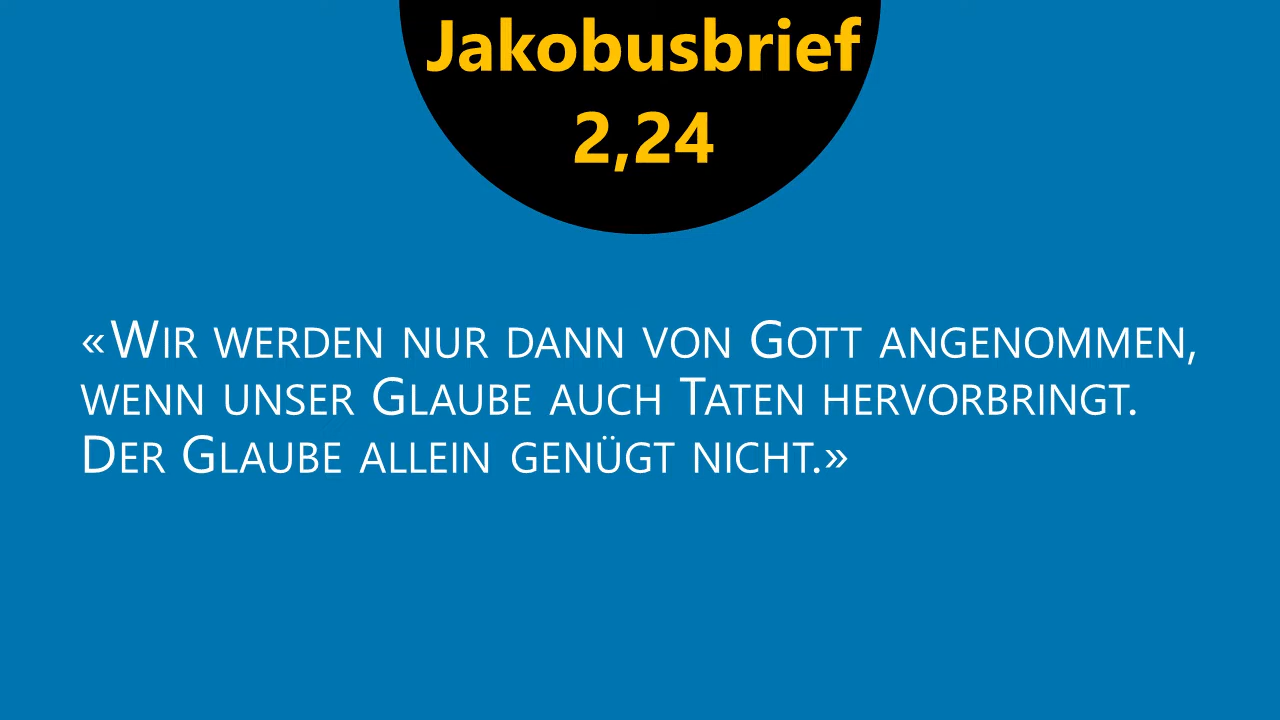 Jakobusbrief
2,24
«Wir werden nur dann von Gott angenommen,
wenn unser Glaube auch Taten hervorbringt.
Der Glaube allein genügt nicht.»